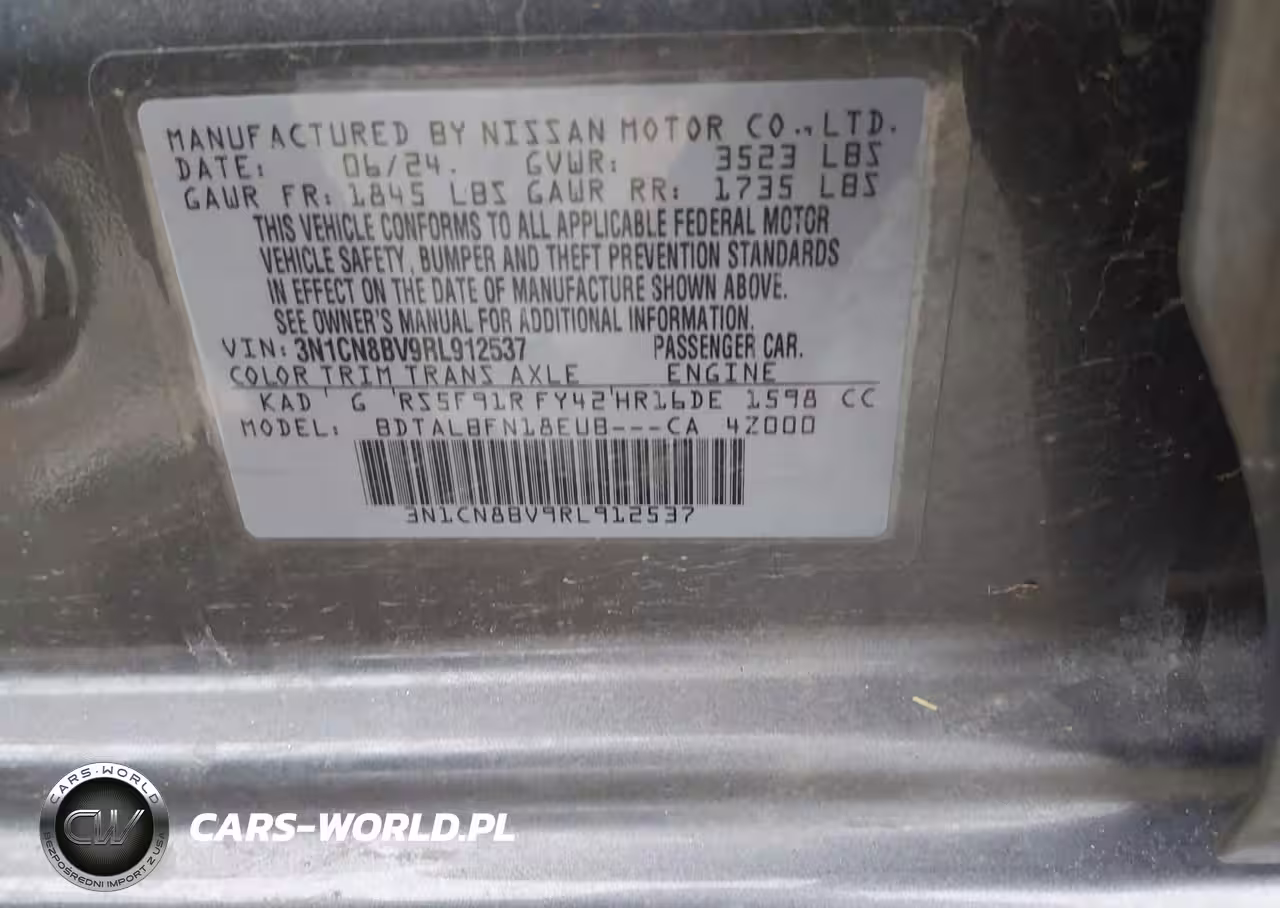 MANUFACTURED BY NISSAN MOTOR CO., LTD.
DATE: 06/24. GVWR: 3523 LBS
GAWR FR: 1845 LBS GAWR RR: 1735 LBS
THIS VEHICLE CONFORMS TO ALL APPLICABLE FEDERAL MOTOR
VEHICLE SAFETY, BUMPER AND THEFT PREVENTION STANDARDS
IN EFFECT ON THE DATE OF MANUFACTURE SHOWN ABOVE.
SEE OWNER'S MANUAL FOR ADDITIONAL INFORMATION.
VIN: 3N1CN8BV9RL912537 PASSENGER CAR.
COLOR TRIM TRANS AXLE ENGINE
KAD ' G 'RS5F91R FY42'HR16DE 1598 CC
MODEL: BDTALBFN18EUB---CA 4Z000
3N1CN8BV9RL912537
CARS-WORLD
CW
BEZPOŚREDNI IMPORT Z USA
CARS-WORLD.PL